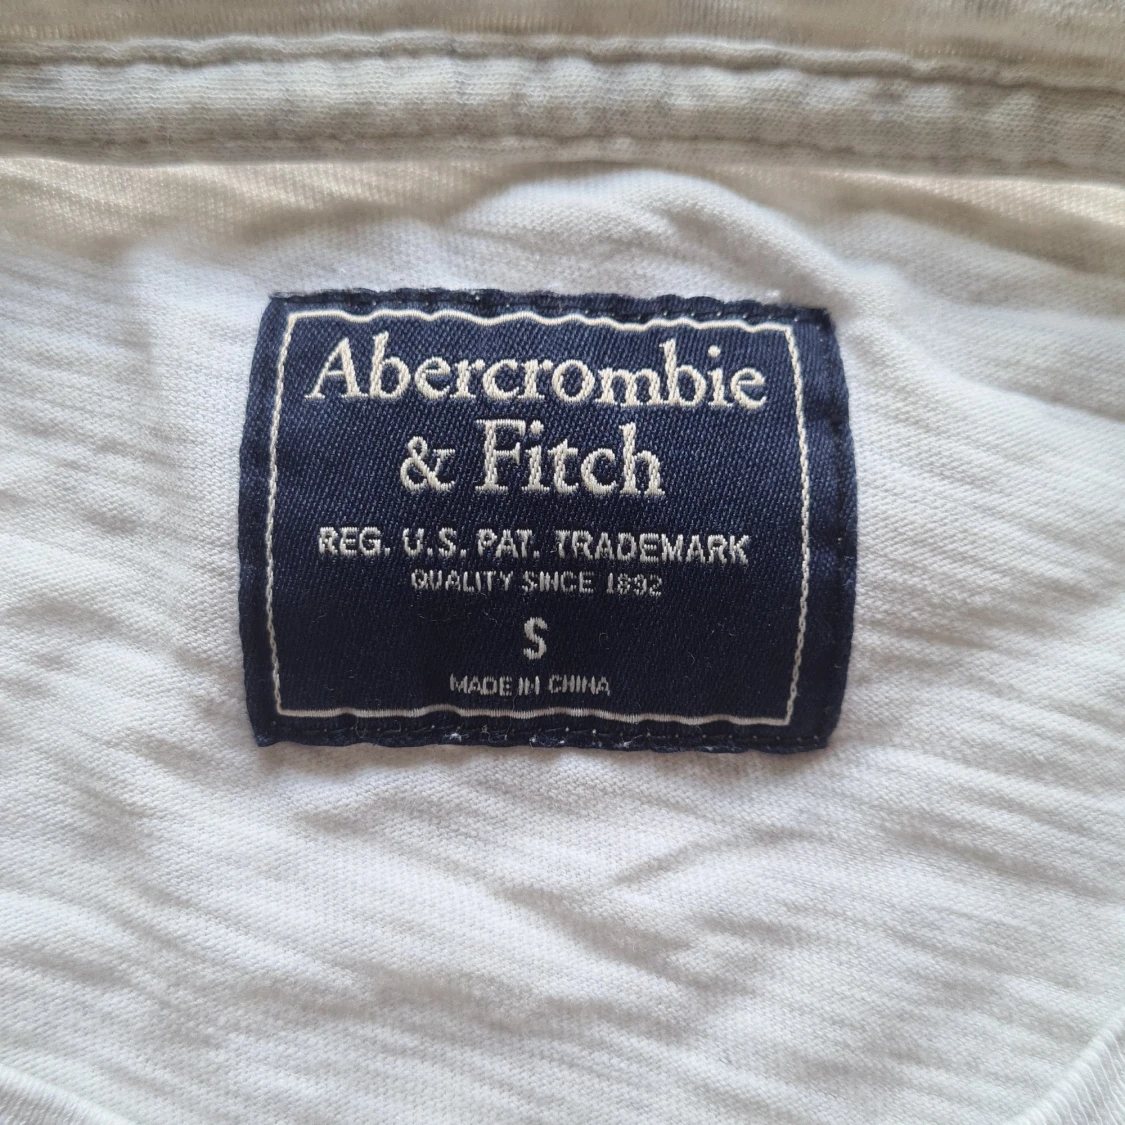 Abercrombie
& Fitch
REG. U.S. PAT. TRADEMARK
QUALITY SINCE 1892
S
MADE IN CHINA